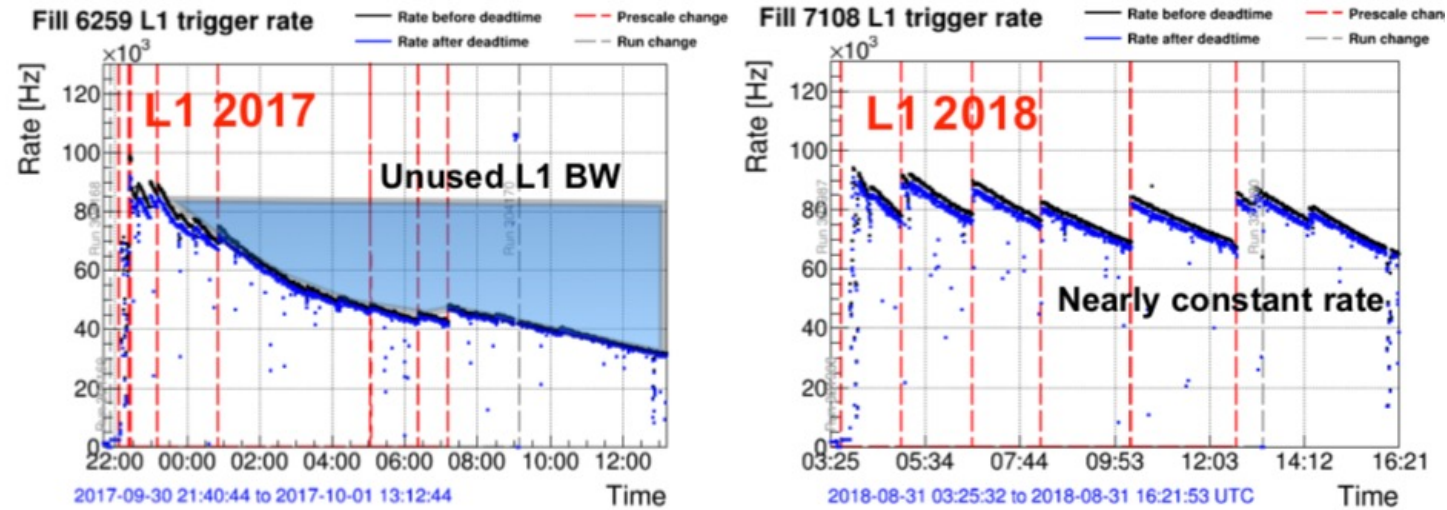 Fill 6259 L1 trigger rate
Rate before deadtime
Prescale change
Rate after deadtime
Run change
×10³
Rate [Hz]
120
100
80
60
40
20
0
L1 2017
Unused L1 BW
Run 304170
22:00 00:00 02:00 04:00 06:00 08:00 10:00 12:00
2017-09-30 21:40:44 to 2017-10-01 13:12:44
Time
Fill 7108 L1 trigger rate
Rate before deadtime
Prescale chan
Rate after deadtime
Run change
×10³
Rate [Hz]
120
100
80
60
40
20
0
L1 2018
Nearly constant rate
03:25 05:34 07:44 09:53 12:03 14:12 16:21
2018-08-31 03:25:32 to 2018-08-31 16:21:53 UTC
Time